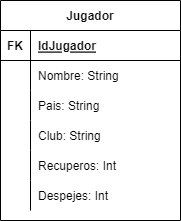 Jugador
FK IdJugador
Nombre: String
Pais: String
Club: String
Recuperos: Int
Despejes: Int